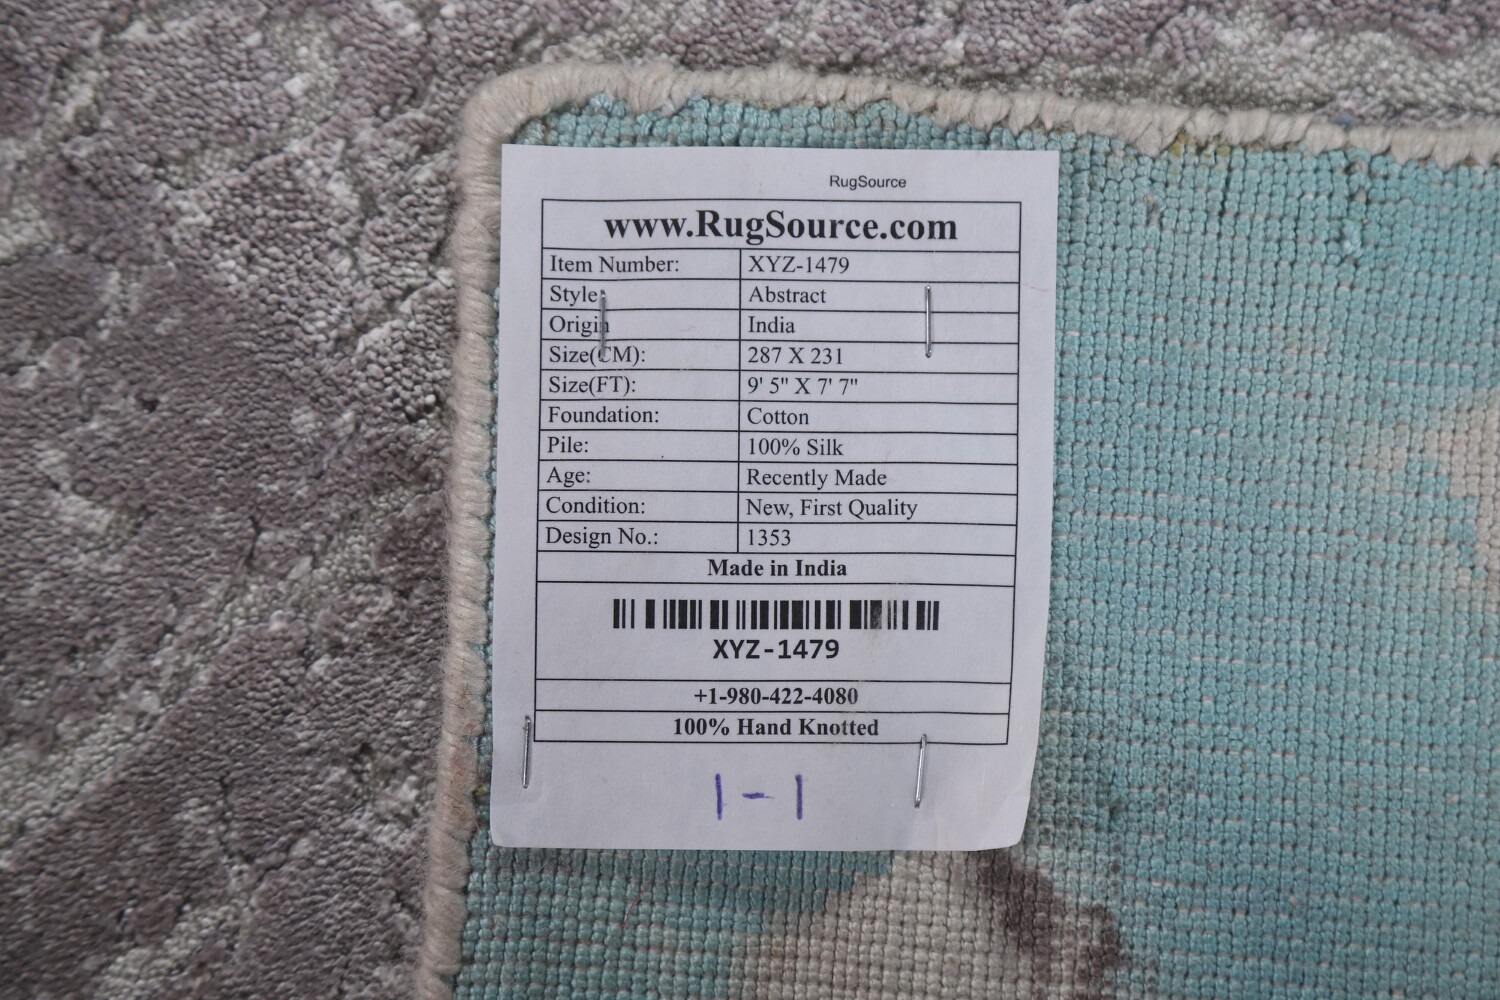 RugSource
www.RugSource.com
Item Number: XYZ-1479
Style: Abstract
Origin India
Size(CM): 287 X 231
Size(FT): 9' 5" X 7' 7"
Foundation: Cotton
Pile: 100% Silk
Age: Recently Made
Condition: New, First Quality
Design No.: 1353
Made in India
XYZ-1479
+1-980-422-4080
100% Hand Knotted
1-1